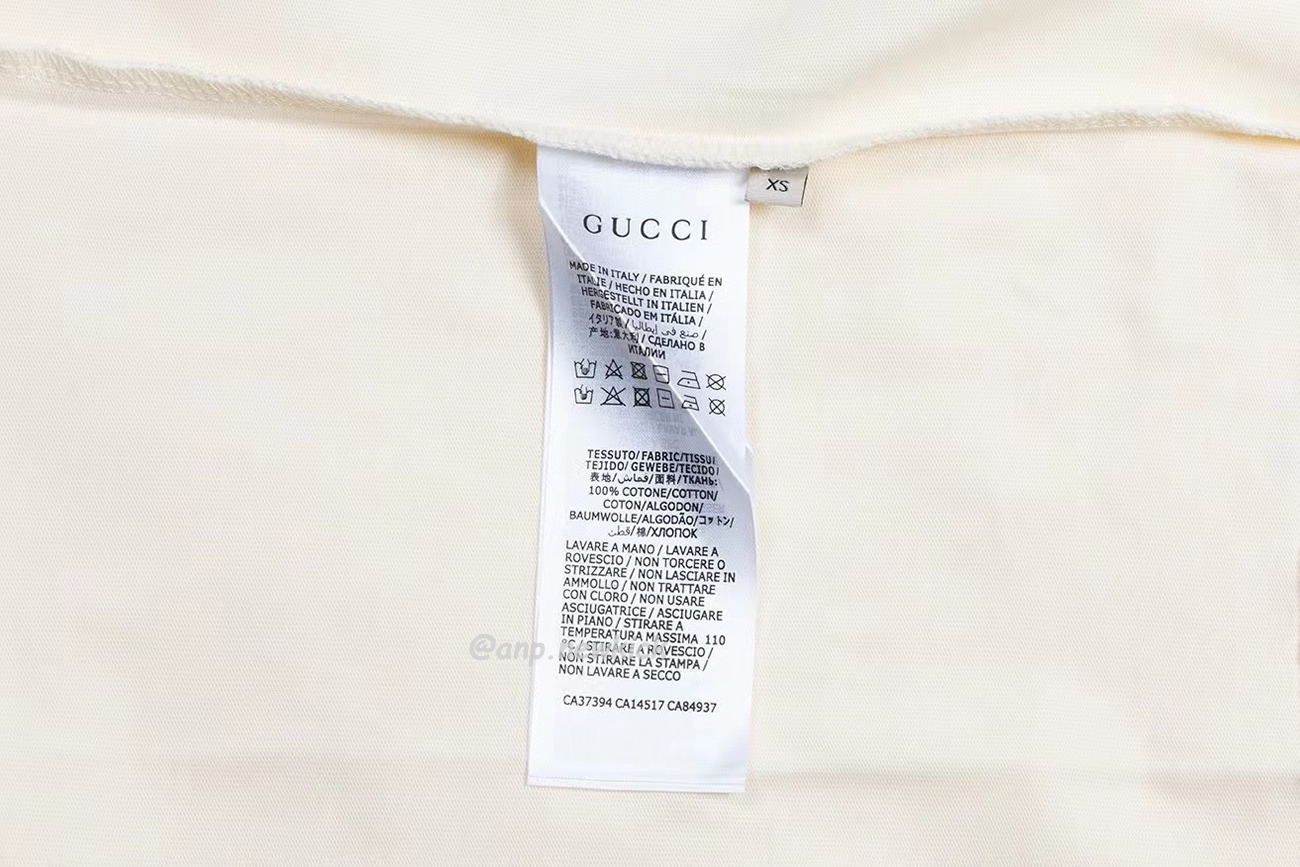 XS
GUCCI
MADE IN ITALY / FABRIQUÉ EN
ITALIE / HECHO EN ITALIA /
HERGESTELLT IN ITALIEN /
FABRICADO EM ITÁLIA /
イタリア製 / صنع في إيطاليا /
产地:意大利 / СДЕЛАНО В
ИТАЛИИ
TESSUTO/ FABRIC/TISSU/
TEJIDO/ GEWEBE/TECIDO/
表地/قماش/面料/ТКАНЬ:
100% COTONE/COTTON/
COTON/ALGODON/
BAUMWOLLE/ALGODÃO/コットン/
قطن/棉/ХЛОПОК
LAVARE A MANO / LAVARE A
ROVESCIO / NON TORCERE O
STRIZZARE / NON LASCIARE IN
AMMOLLO / NON TRATTARE
CON CLORO / NON USARE
ASCIUGATRICE / ASCIUGARE
IN PIANO / STIRARE A
TEMPERATURA MASSIMA 110
°C/ STIRARE A ROVESCIO /
NON STIRARE LA STAMPA /
NON LAVARE A SECCO
CA37394 CA14517 CA84937